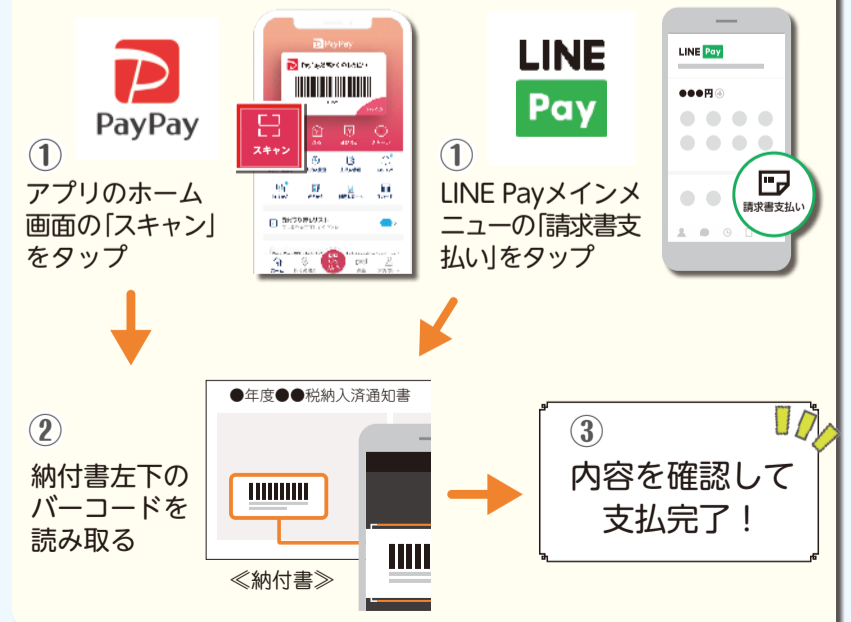 PayPay
①
アプリのホーム
画面の「スキャン」
をタップ
PayPay
スキャン
LINE
Pay
①
LINE Payメインメ
ニューの「請求書支
払い」をタップ
LINE Pay
●●●円
請求書支払い
②
納付書左下の
バーコードを
読み取る
●年度●●税納入済通知書
≪納付書≫
③
内容を確認して
支払完了！